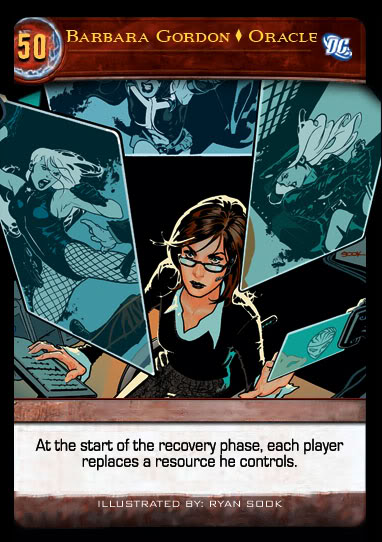 50
BARBARA GORDON ♦ ORACLE
DC
SOOK
At the start of the recovery phase, each player
replaces a resource he controls.
ILLUSTRATED BY: RYAN SOOK